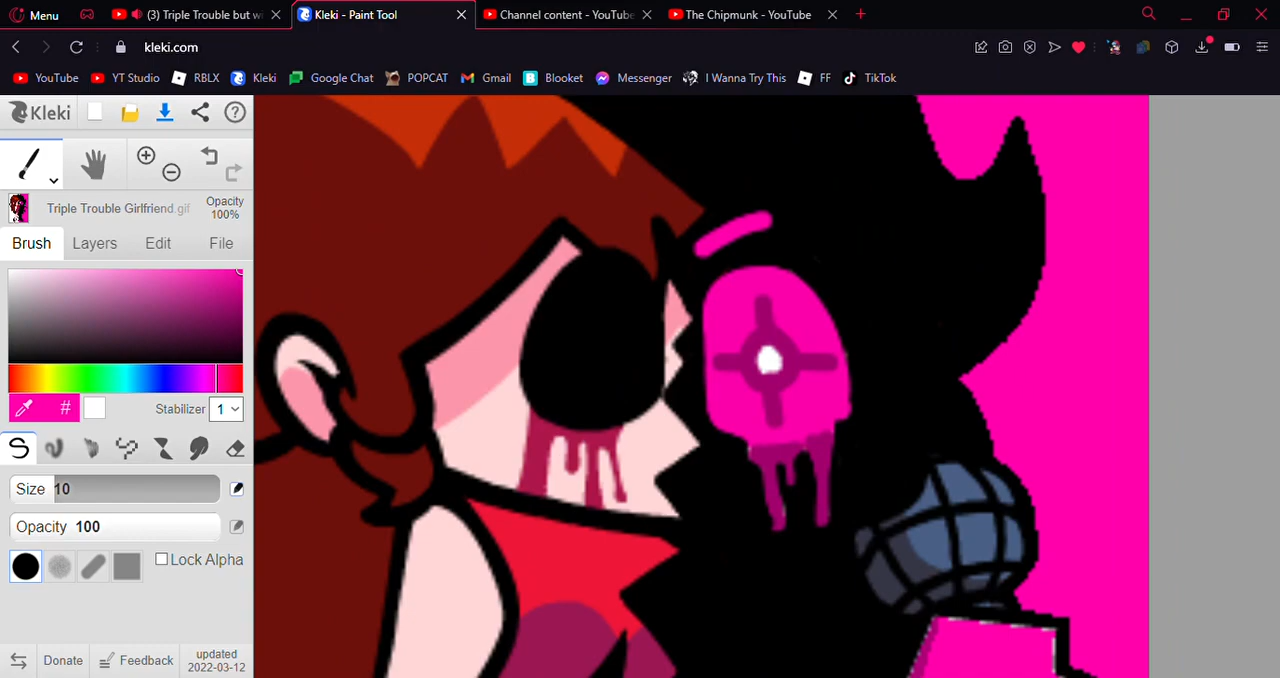 Menu
(3) Triple Trouble but wi
Kleki - Paint Tool
Channel content - YouTube
The Chipmunk - YouTube
kleki.com
YouTube YT Studio RBLX Kleki Google Chat POPCAT Gmail Blooket Messenger I Wanna Try This FF TikTok
Kleki
Triple Trouble Girlfriend.gif
Opacity
100%
Brush Layers Edit File
# Stabilizer 1
Size 10
Opacity 100
Lock Alpha
Donate Feedback updated
2022-03-12